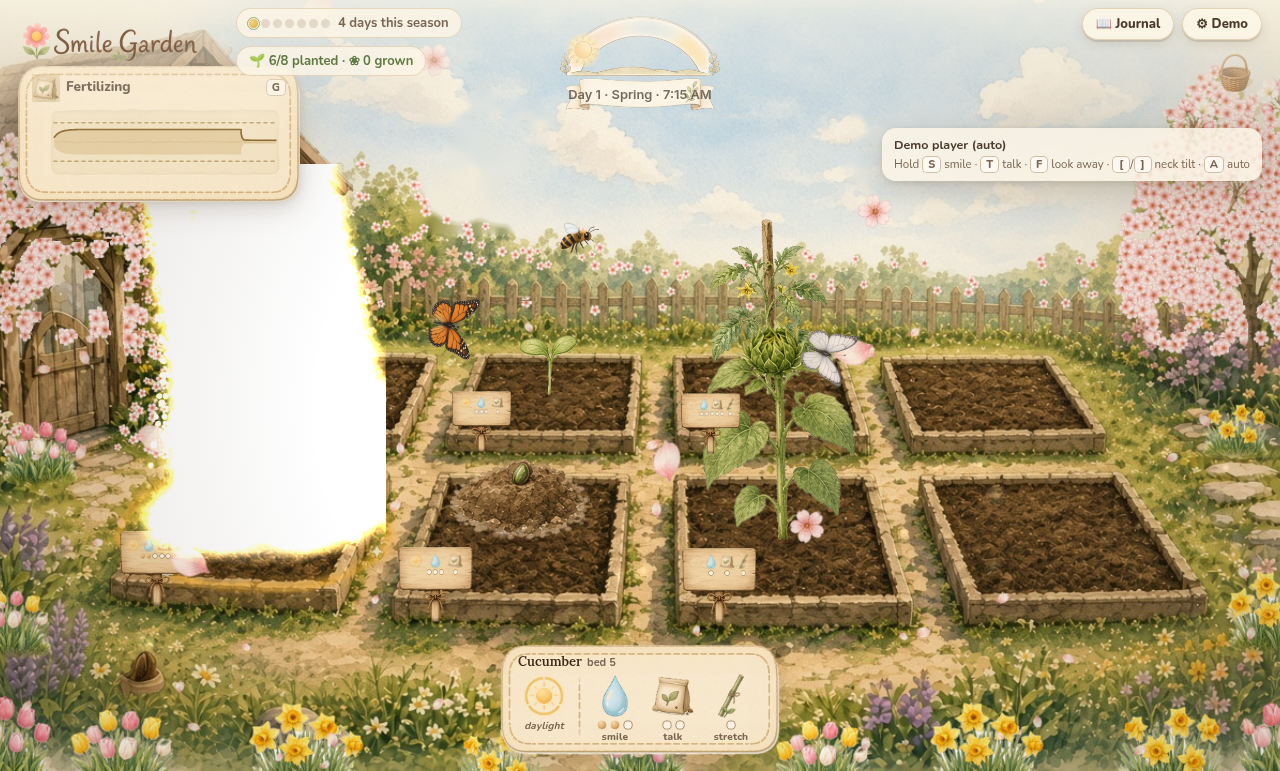 Smile Garden
4 days this season
🌱 6/8 planted · ❀ 0 grown
Day 1 · Spring · 7:15 AM
📖 Journal
⚙ Demo
Fertilizing
G
Demo player (auto)
Hold S smile · T talk · F look away · [ / ] neck tilt · A auto
Cucumber bed 5
daylight
smile
talk
stretch